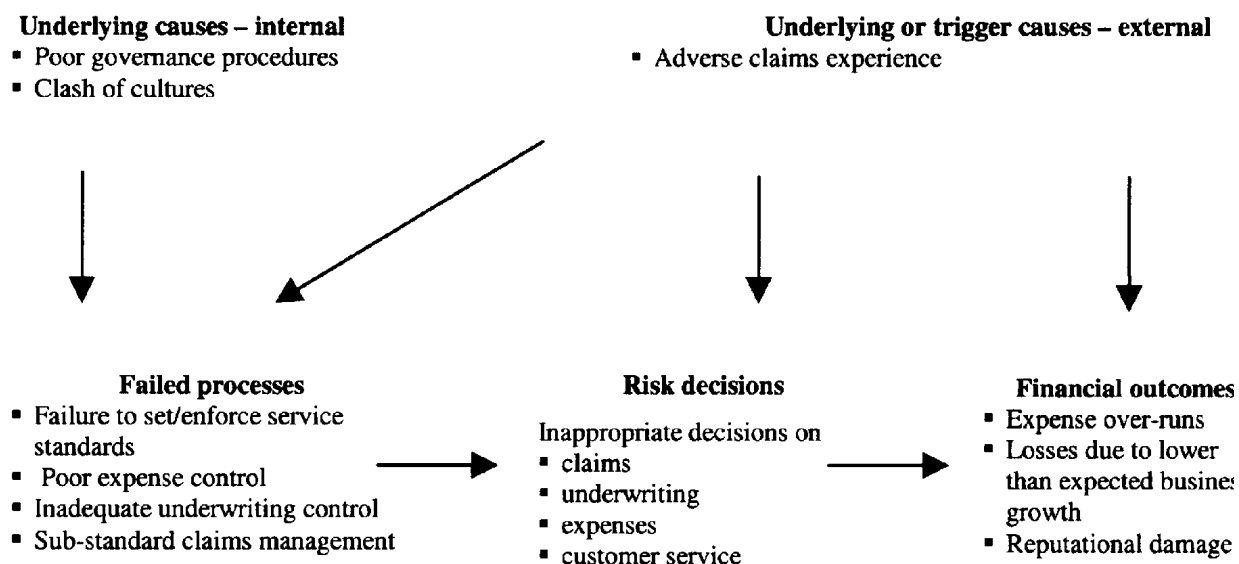 Underlying causes – internal
▪ Poor governance procedures
▪ Clash of cultures
Underlying or trigger causes – external
▪ Adverse claims experience
Failed processes
▪ Failure to set/enforce service
standards
▪ Poor expense control
▪ Inadequate underwriting control
▪ Sub-standard claims management
Risk decisions
Inappropriate decisions on
▪ claims
▪ underwriting
▪ expenses
▪ customer service
Financial outcomes
▪ Expense over-runs
▪ Losses due to lower
than expected busines
growth
▪ Reputational damage